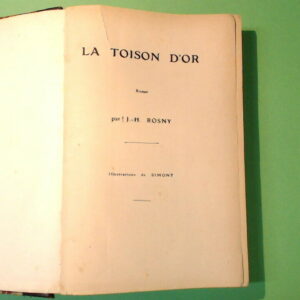 LA TOISON D'OR
Roman
par J.-H. ROSNY
Illustrations de SIMONT